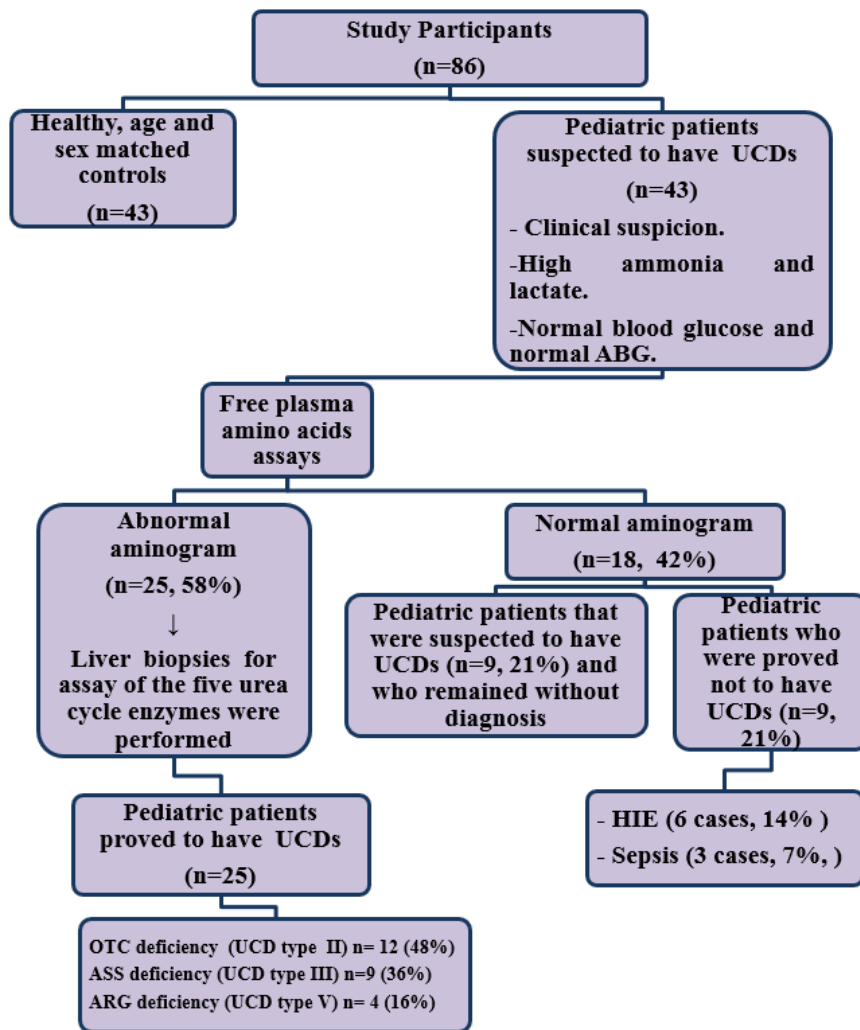 Study Participants
(n=86)
Healthy, age and
sex matched
controls
(n=43)
Pediatric patients
suspected to have UCDs
(n=43)
- Clinical suspicion.
-High ammonia and
lactate.
-Normal blood glucose and
normal ABG.
Free plasma
amino acids
assays
Abnormal
aminogram
(n=25, 58%)
↓
Liver biopsies for
assay of the five urea
cycle enzymes were
performed
Normal aminogram
(n=18, 42%)
Pediatric patients that
were suspected to have
UCDs (n=9, 21%) and
who remained without
diagnosis
Pediatric
patients who
were proved
not to have
UCDs (n=9,
21%)
Pediatric patients
proved to have UCDs
(n=25)
- HIE (6 cases, 14% )
- Sepsis (3 cases, 7%, )
OTC deficiency (UCD type II) n= 12 (48%)
ASS deficiency (UCD type III) n=9 (36%)
ARG deficiency (UCD type V) n= 4 (16%)